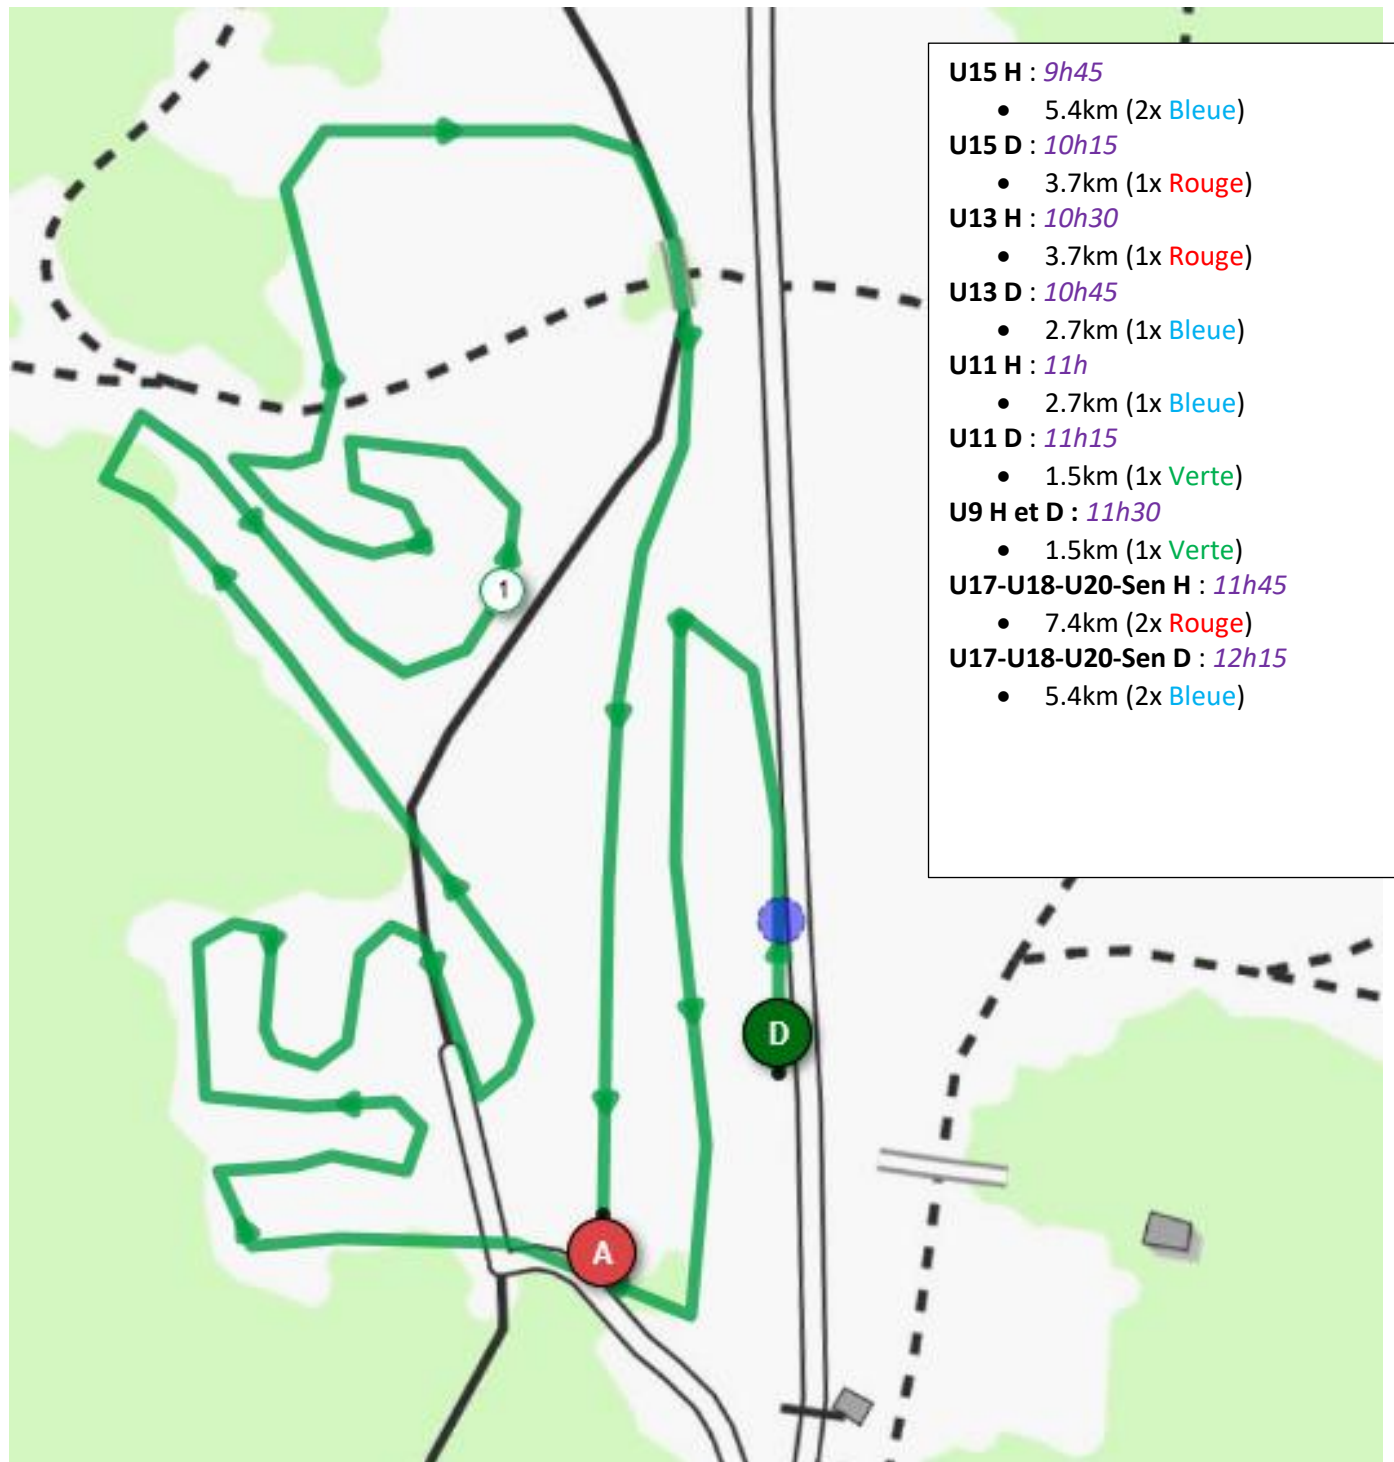 U15 H : 9h45
• 5.4km (2x Bleue)
U15 D : 10h15
• 3.7km (1x Rouge)
U13 H : 10h30
• 3.7km (1x Rouge)
U13 D : 10h45
• 2.7km (1x Bleue)
U11 H : 11h
• 2.7km (1x Bleue)
U11 D : 11h15
• 1.5km (1x Verte)
U9 H et D : 11h30
• 1.5km (1x Verte)
U17-U18-U20-Sen H : 11h45
• 7.4km (2x Rouge)
U17-U18-U20-Sen D : 12h15
• 5.4km (2x Bleue)
1
D
A